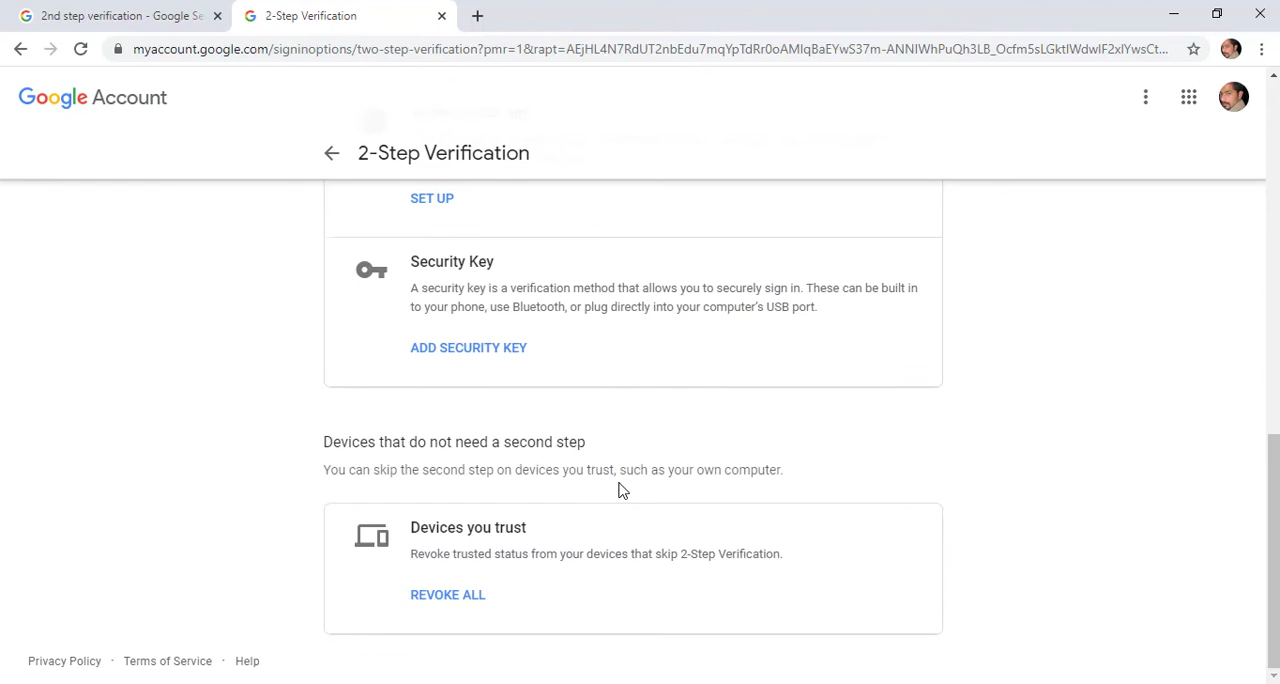 2nd step verification - Google Se
2-Step Verification
myaccount.google.com/signinoptions/two-step-verification?pmr=1&rapt=AEjHL4N7RdUT2nbEdu7mqYpTdRr0oAMIqBaEYwS37m-ANNIWhPuQh3LB_Ocfm5sLGktIWdwIF2xlYwsCt...
Google Account
2-Step Verification
SET UP
Security Key
A security key is a verification method that allows you to securely sign in. These can be built in
to your phone, use Bluetooth, or plug directly into your computer's USB port.
ADD SECURITY KEY
Devices that do not need a second step
You can skip the second step on devices you trust, such as your own computer.
Devices you trust
Revoke trusted status from your devices that skip 2-Step Verification.
REVOKE ALL
Privacy Policy · Terms of Service · Help